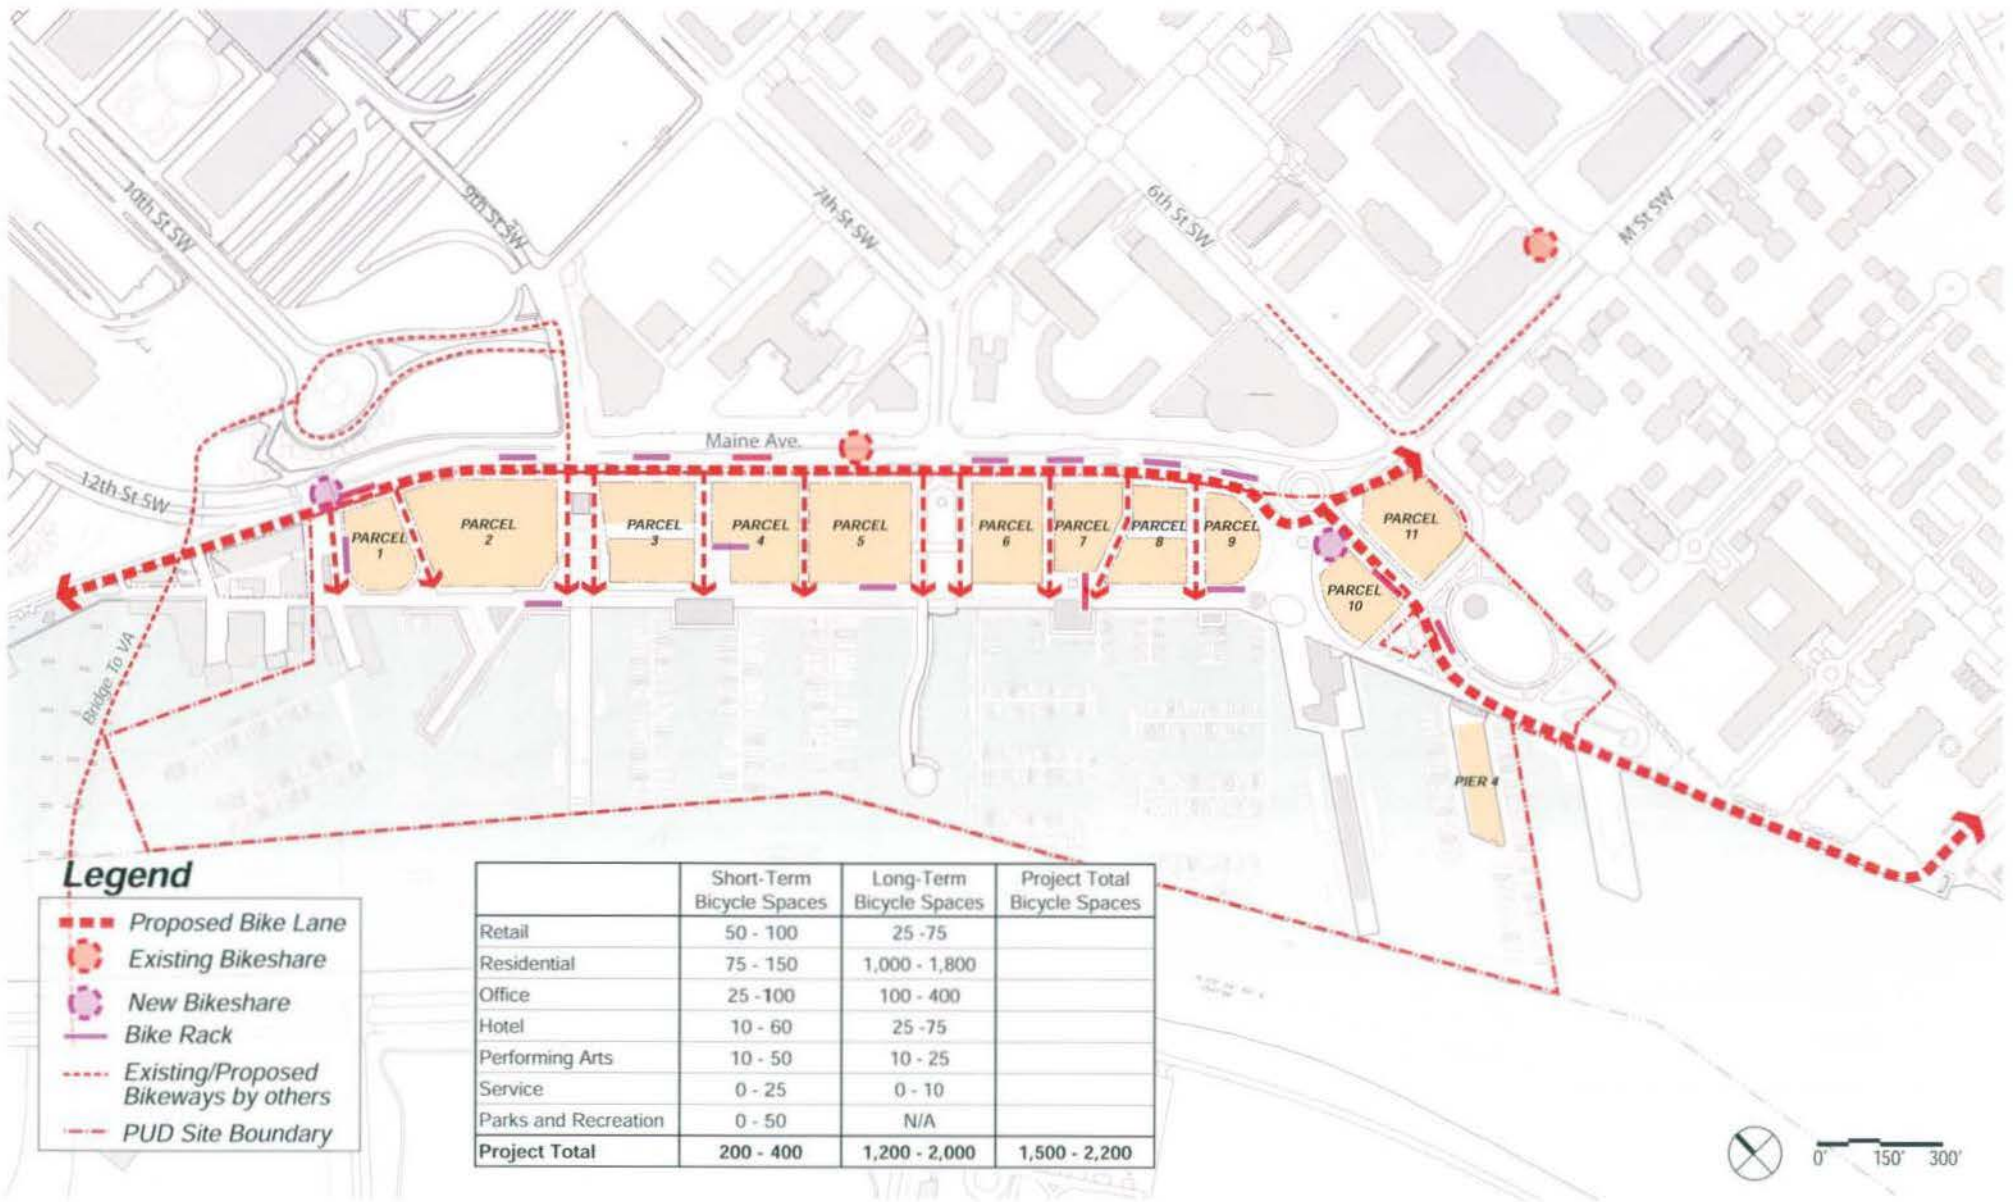 10th St SW
9th St SW
7th St SW
6th St SW
M St SW
12th St SW
Maine Ave.
PARCEL
1
PARCEL
2
PARCEL
3
PARCEL
4
PARCEL
5
PARCEL
6
PARCEL
7
PARCEL
8
PARCEL
9
PARCEL
10
PARCEL
11
Bridge To VA
PIER 4
Legend
Proposed Bike Lane
Existing Bikeshare
New Bikeshare
Bike Rack
Existing/Proposed
Bikeways by others
PUD Site Boundary
Short-Term
Bicycle Spaces
Long-Term
Bicycle Spaces
Project Total
Bicycle Spaces
Retail 50 - 100 25 -75
Residential 75 - 150 1,000 - 1,800
Office 25 -100 100 - 400
Hotel 10 - 60 25 -75
Performing Arts 10 - 50 10 - 25
Service 0 - 25 0 - 10
Parks and Recreation 0 - 50 N/A
Project Total 200 - 400 1,200 - 2,000 1,500 - 2,200
0' 150' 300'